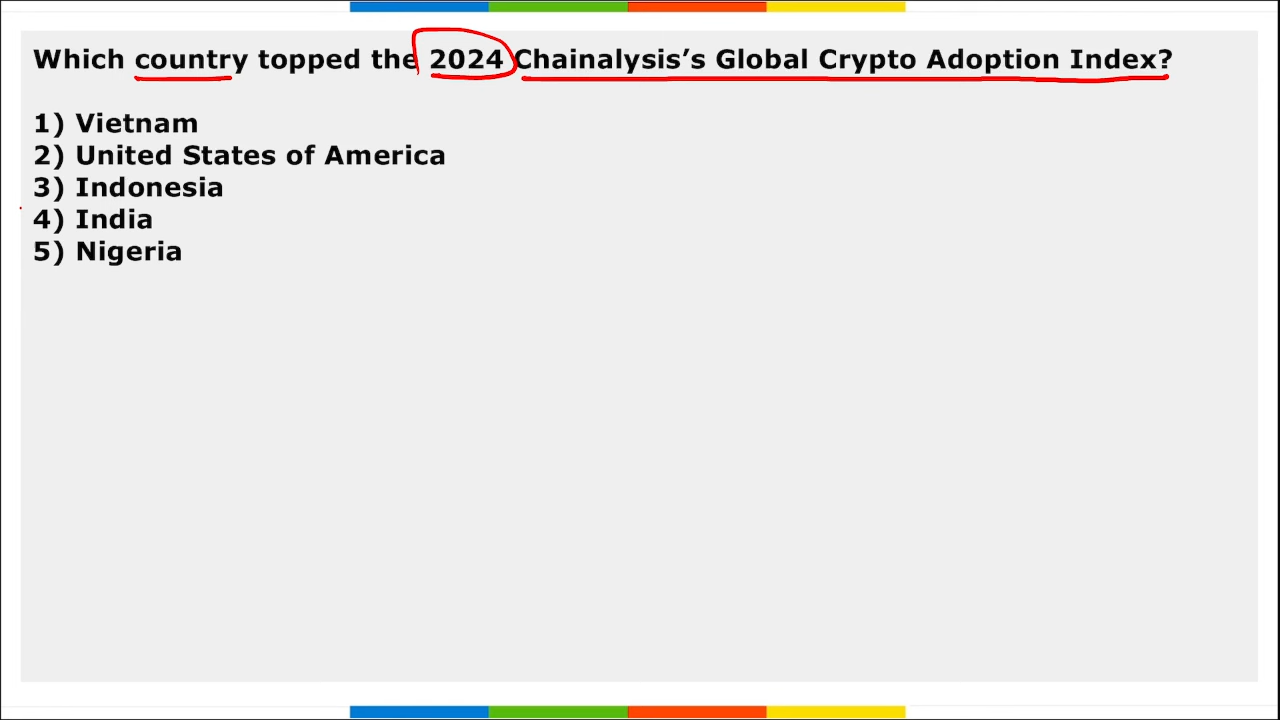 Which country topped the 2024 Chainalysis’s Global Crypto Adoption Index?
1) Vietnam
2) United States of America
3) Indonesia
4) India
5) Nigeria